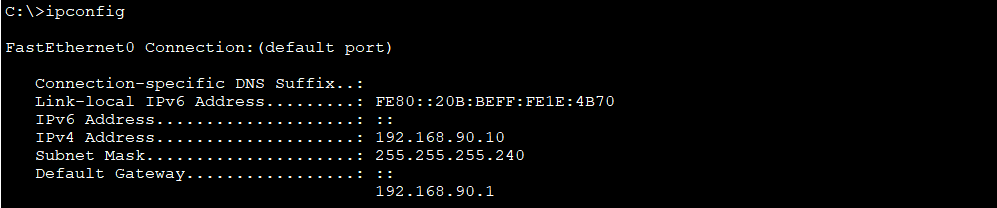 C:\>ipconfig
FastEthernet0 Connection:(default port)
Connection-specific DNS Suffix..:
Link-local IPv6 Address.........: FE80::20B:BEFF:FE1E:4B70
IPv6 Address....................: ::
IPv4 Address....................: 192.168.90.10
Subnet Mask.....................: 255.255.255.240
Default Gateway.................: ::
192.168.90.1